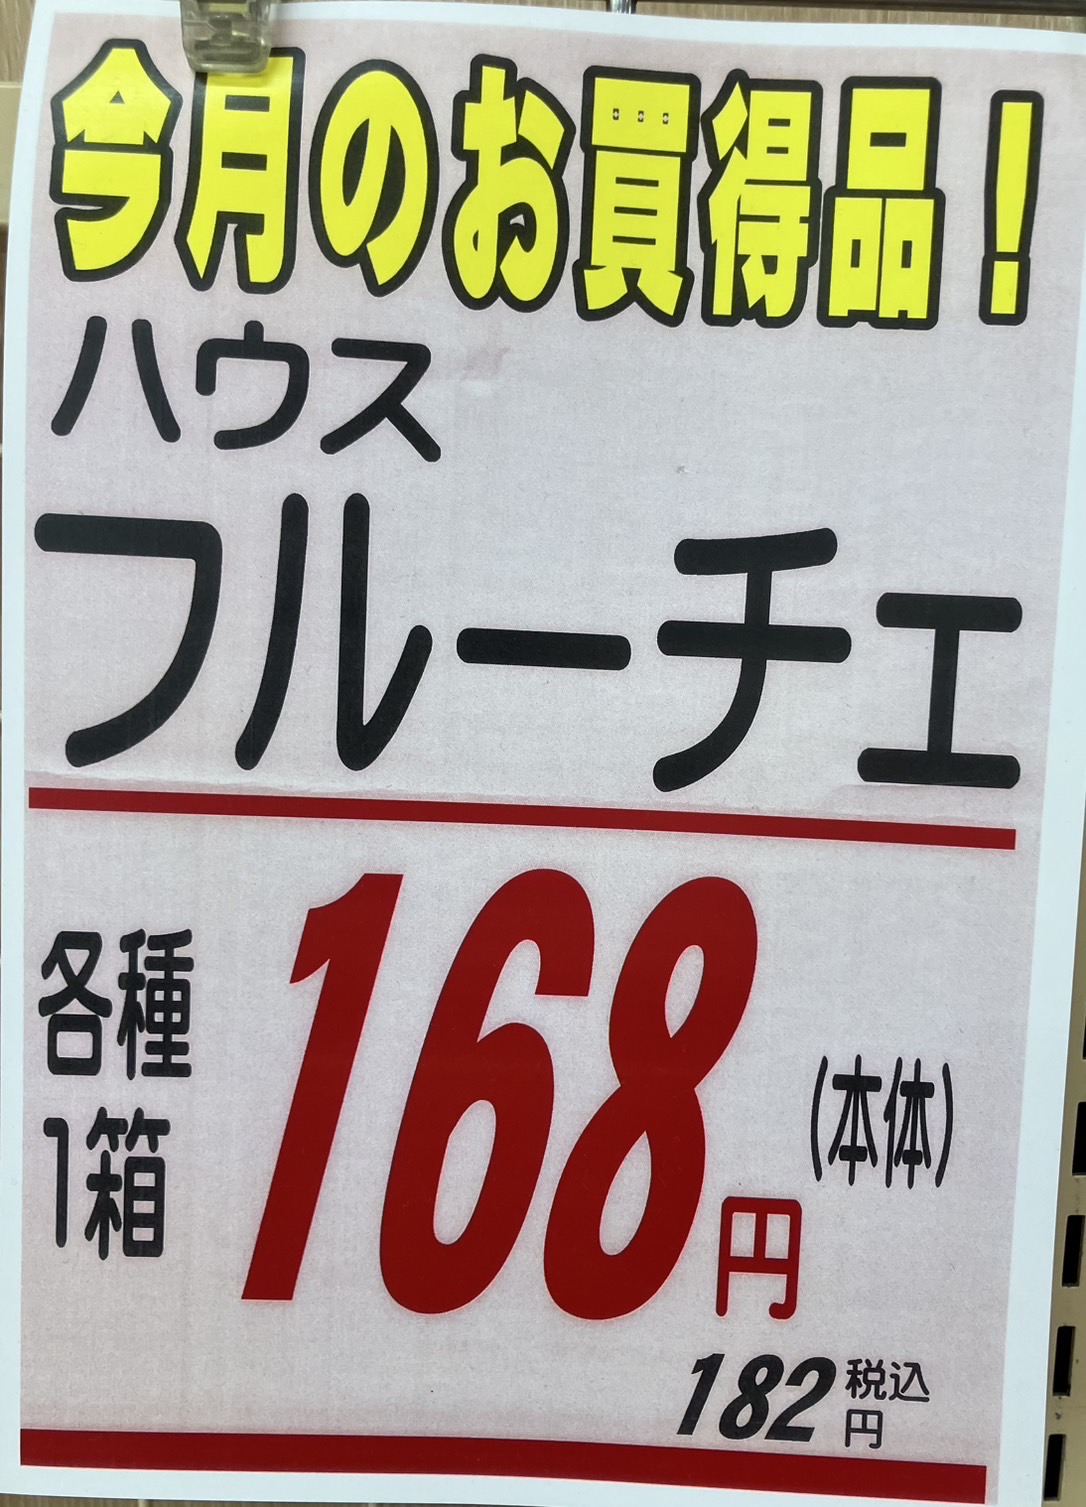 今月のお買得品！
ハウス
フルーチェ
各種
1箱
168円
(本体)
182円
税込